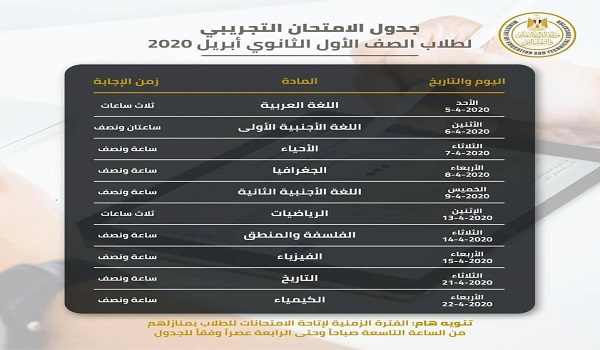 جدول الامتحان التجريبي
لطلاب الصف الأول الثانوي أبريل 2020
اليوم والتاريخ المادة زمن الإجابة
الأحد
5-4-2020 اللغة العربية ثلاث ساعات
الأثنين
6-4-2020 اللغة الأجنبية الأولى ساعتان ونصف
الثلاثاء
7-4-2020 الأحياء ساعة ونصف
الأربعاء
8-4-2020 الجغرافيا ساعة ونصف
الخميس
9-4-2020 اللغة الأجنبية الثانية ساعة ونصف
الإثنين
13-4-2020 الرياضيات ثلاث ساعات
الثلاثاء
14-4-2020 الفلسفة والمنطق ساعة ونصف
الأربعاء
15-4-2020 الفيزياء ساعة ونصف
الثلاثاء
21-4-2020 التاريخ ساعة ونصف
الأربعاء
22-4-2020 الكيمياء ساعة ونصف
تنويه هام: الفترة الزمنية لإتاحة الامتحانات للطلاب بمنازلهم
من الساعة التاسعة صباحاً وحتى الرابعة عصراً وفقاً للجدول